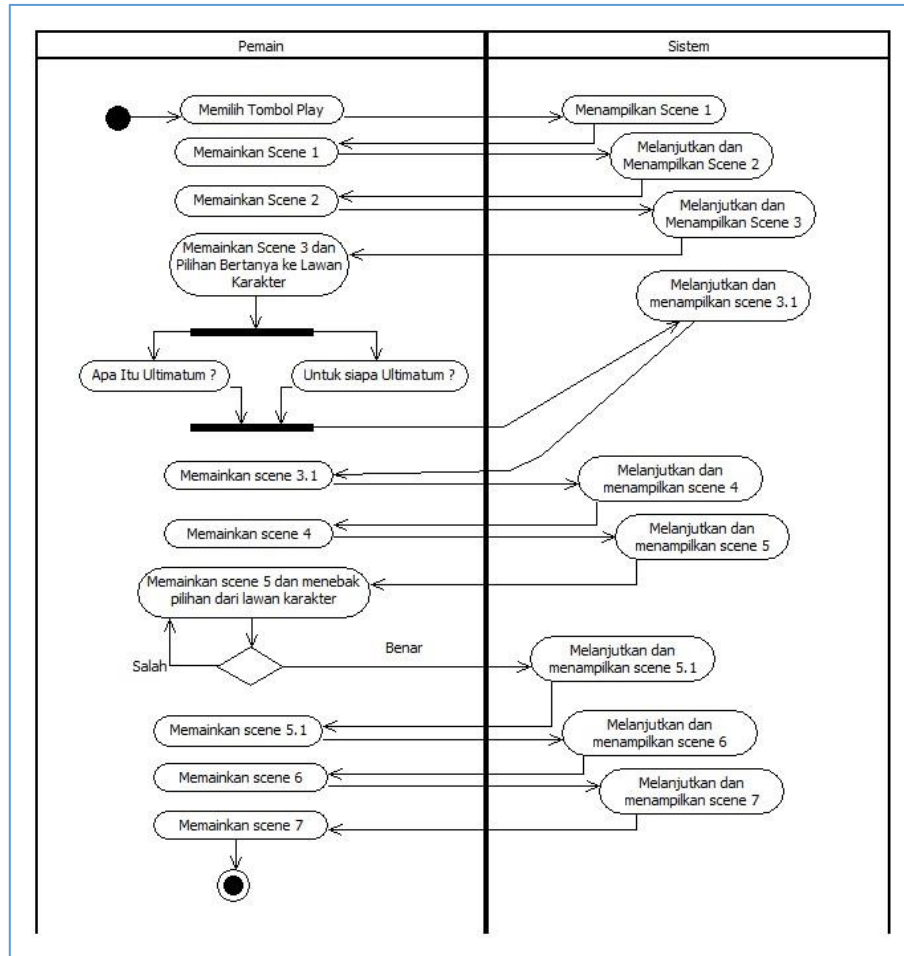 Pemain
Sistem
Memilih Tombol Play
Menampilkan Scene 1
Memainkan Scene 1
Melanjutkan dan
Menampilkan Scene 2
Memainkan Scene 2
Melanjutkan dan
Menampilkan Scene 3
Memainkan Scene 3 dan
Pilihan Bertanya ke Lawan
Karakter
Melanjutkan dan
menampilkan scene 3.1
Apa Itu Ultimatum ?
Untuk siapa Ultimatum ?
Memainkan scene 3.1
Melanjutkan dan
menampilkan scene 4
Memainkan scene 4
Melanjutkan dan
menampilkan scene 5
Memainkan scene 5 dan menebak
pilihan dari lawan karakter
Salah
Benar
Melanjutkan dan
menampilkan scene 5.1
Memainkan scene 5.1
Melanjutkan dan
menampilkan scene 6
Memainkan scene 6
Melanjutkan dan
menampilkan scene 7
Memainkan scene 7